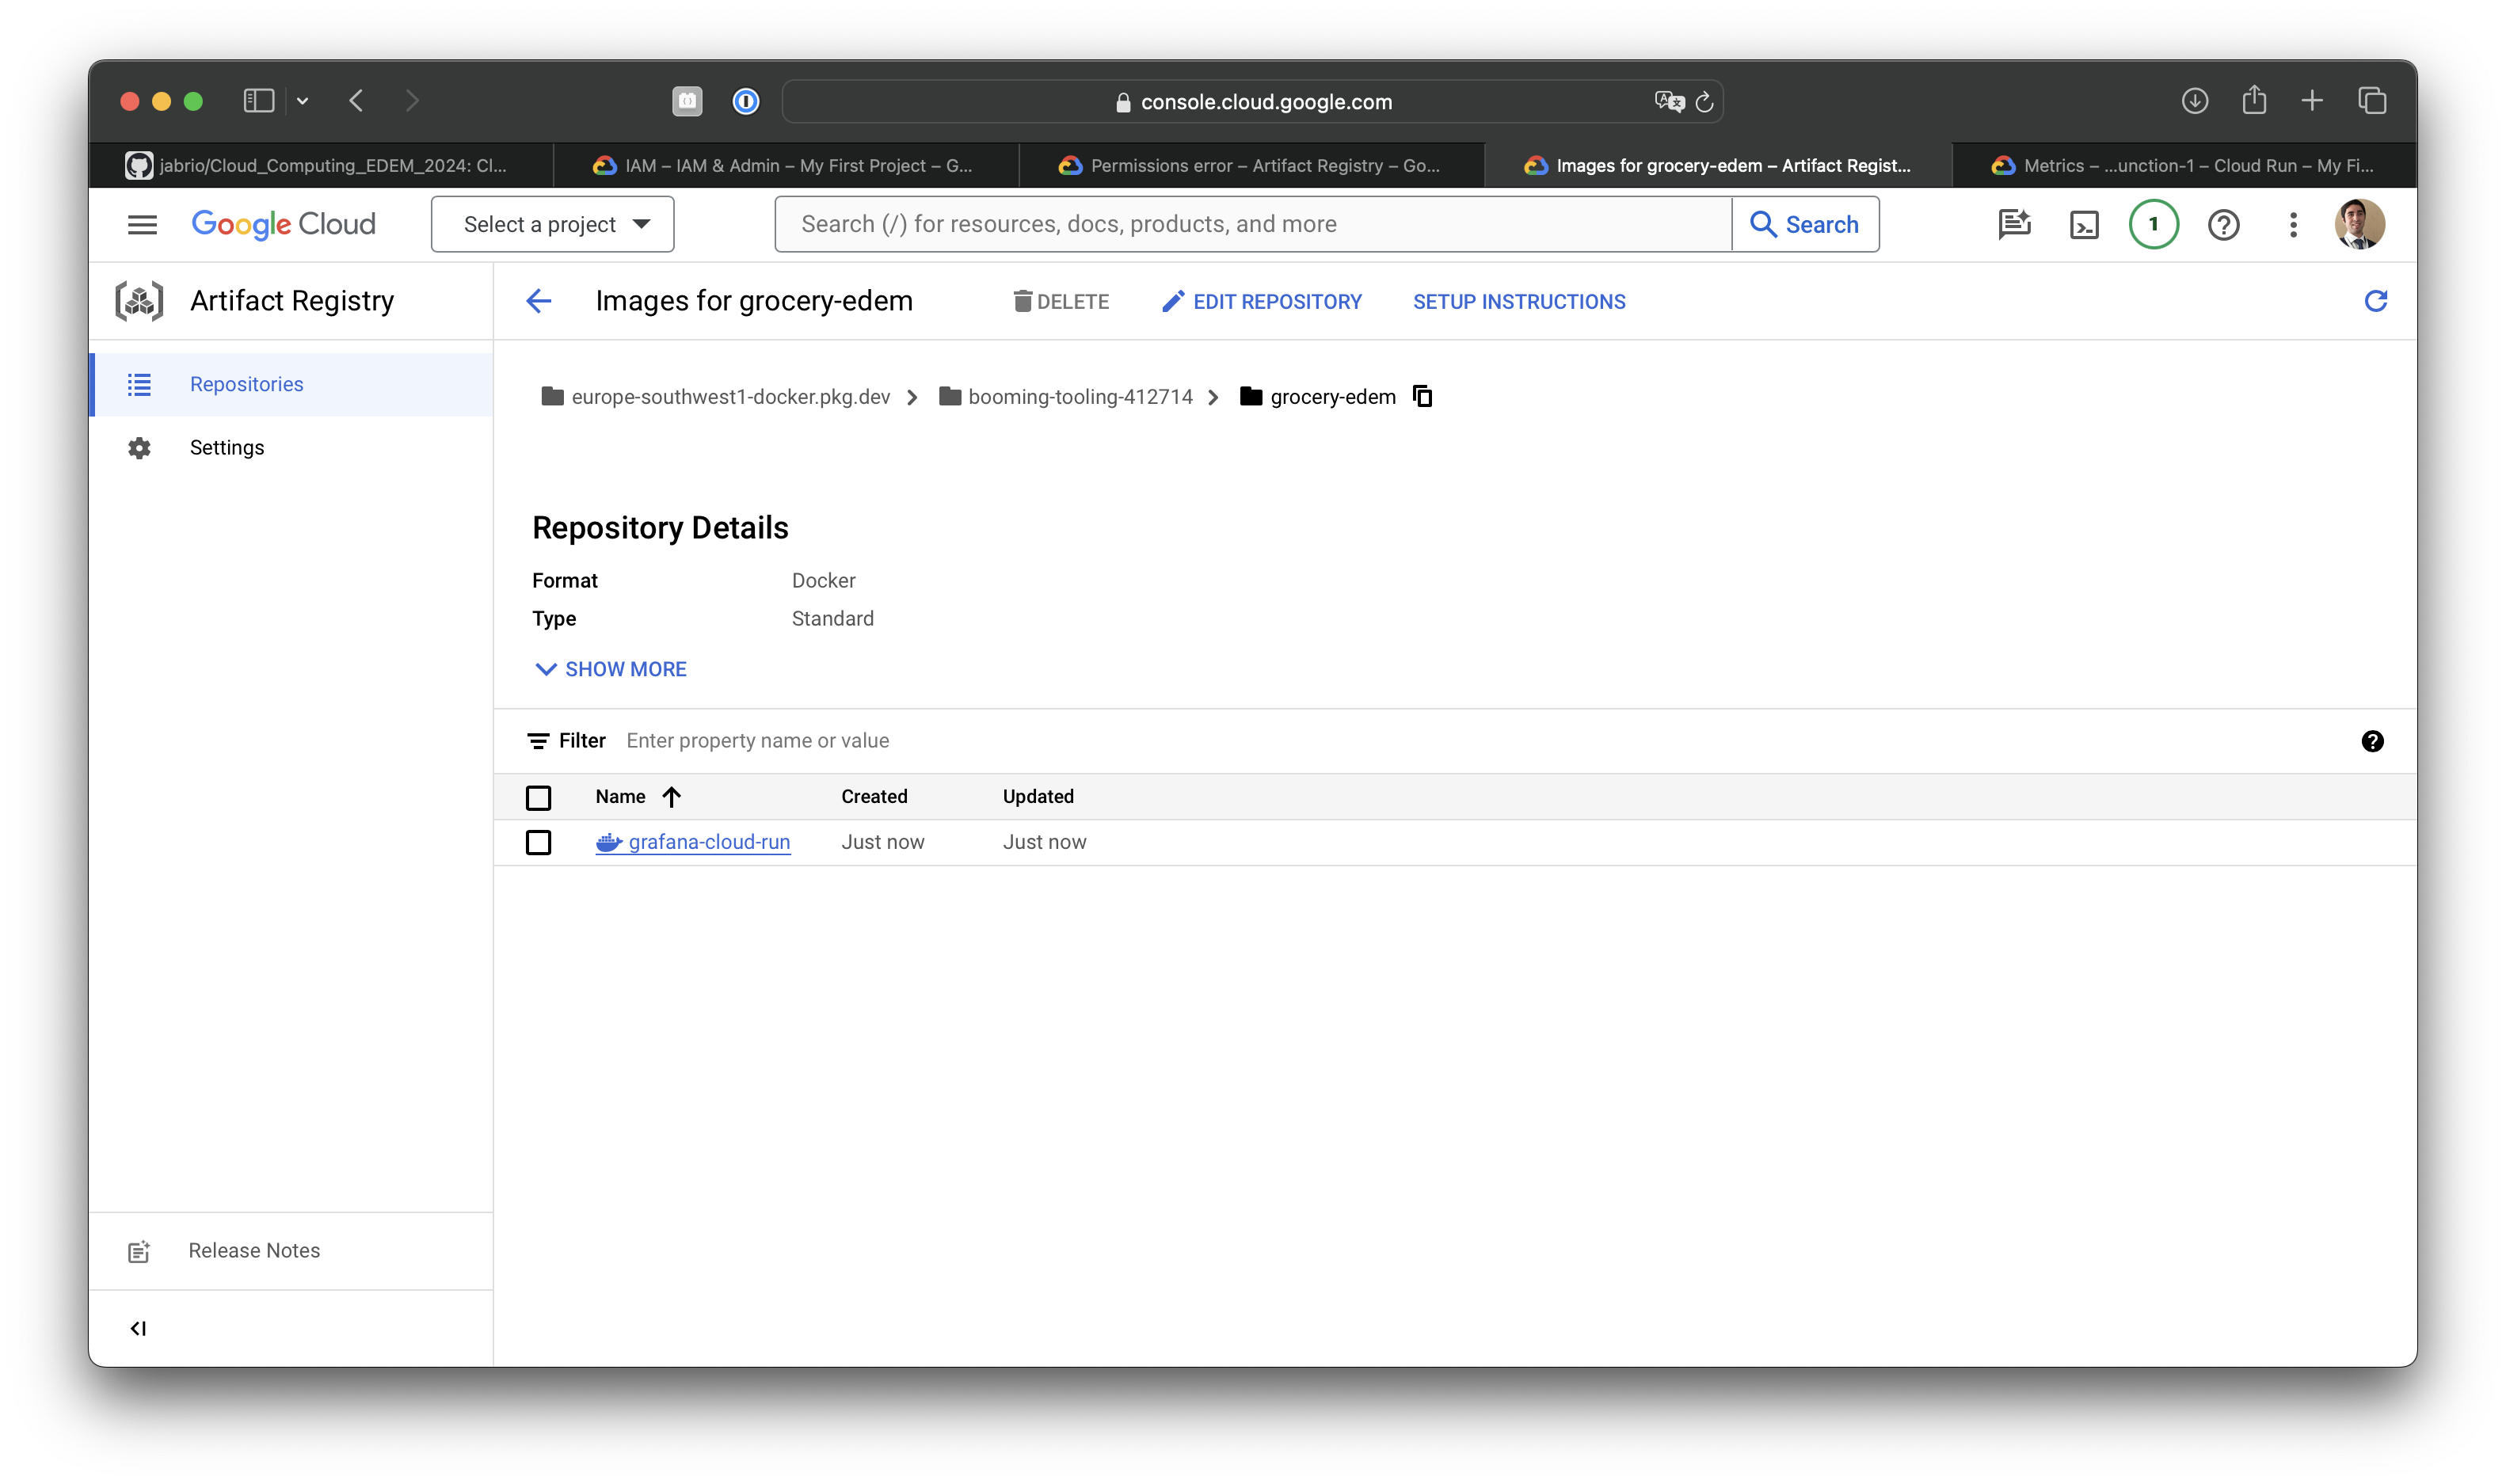 console.cloud.google.com
jabrio/Cloud_Computing_EDEM_2024: Cl...
IAM – IAM & Admin – My First Project – G...
Permissions error – Artifact Registry – Go...
Images for grocery-edem – Artifact Regist...
Metrics – ...unction-1 – Cloud Run – My Fi...
Google Cloud
Select a project
Search (/) for resources, docs, products, and more
Search
1
Artifact Registry
Images for grocery-edem
DELETE
EDIT REPOSITORY
SETUP INSTRUCTIONS
Repositories
Settings
europe-southwest1-docker.pkg.dev
booming-tooling-412714
grocery-edem
Repository Details
Format Docker
Type Standard
SHOW MORE
Filter Enter property name or value
Name Created Updated
grafana-cloud-run Just now Just now
Release Notes